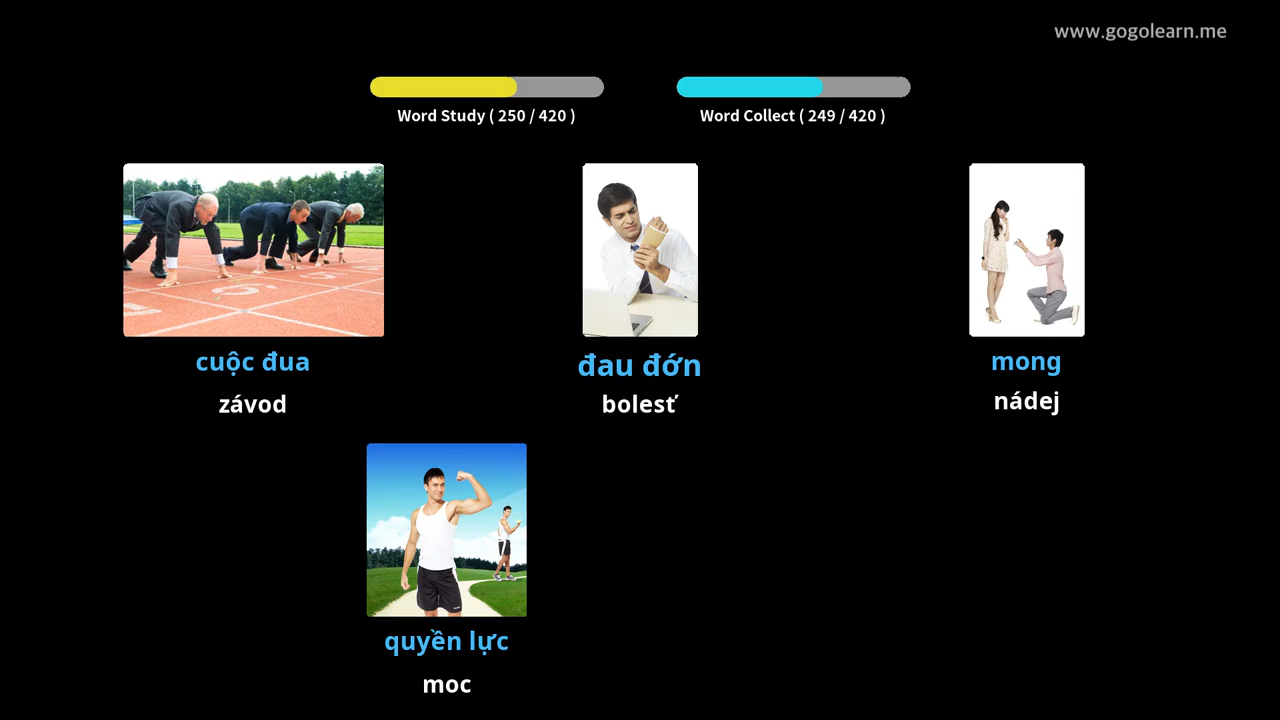 www.gogolearn.me
Word Study ( 250 / 420 )
Word Collect ( 249 / 420 )
cuộc đua
đau đớn
mong
závod
bolesť
nádej
quyền lực
moc